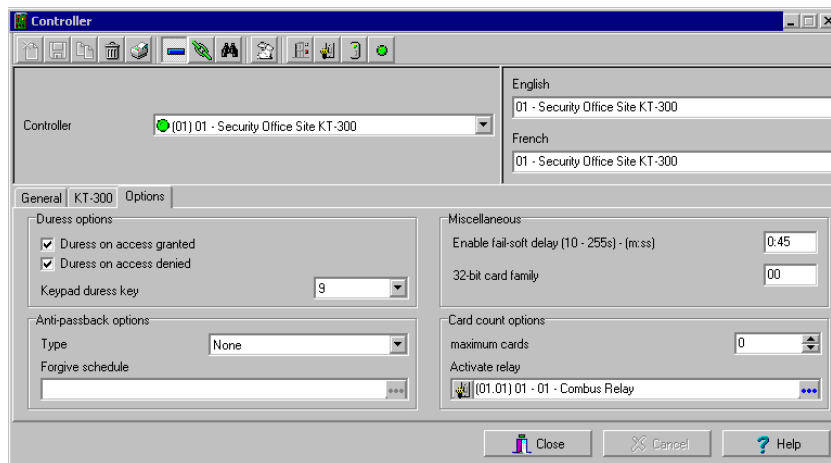 Controller
Controller
(01) 01 - Security Office Site KT-300
English
01 - Security Office Site KT-300
French
01 - Security Office Site KT-300
General KT-300 Options
Duress options
Duress on access granted
Duress on access denied
Keypad duress key 9
Miscellaneous
Enable fail-soft delay (10 - 255s) - (m:ss) 0:45
32-bit card family 00
Anti-passback options
Type None
Forgive schedule
...
Card count options
maximum cards 0
Activate relay
(01.01) 01 - 01 - Combus Relay ...
Close Cancel ? Help